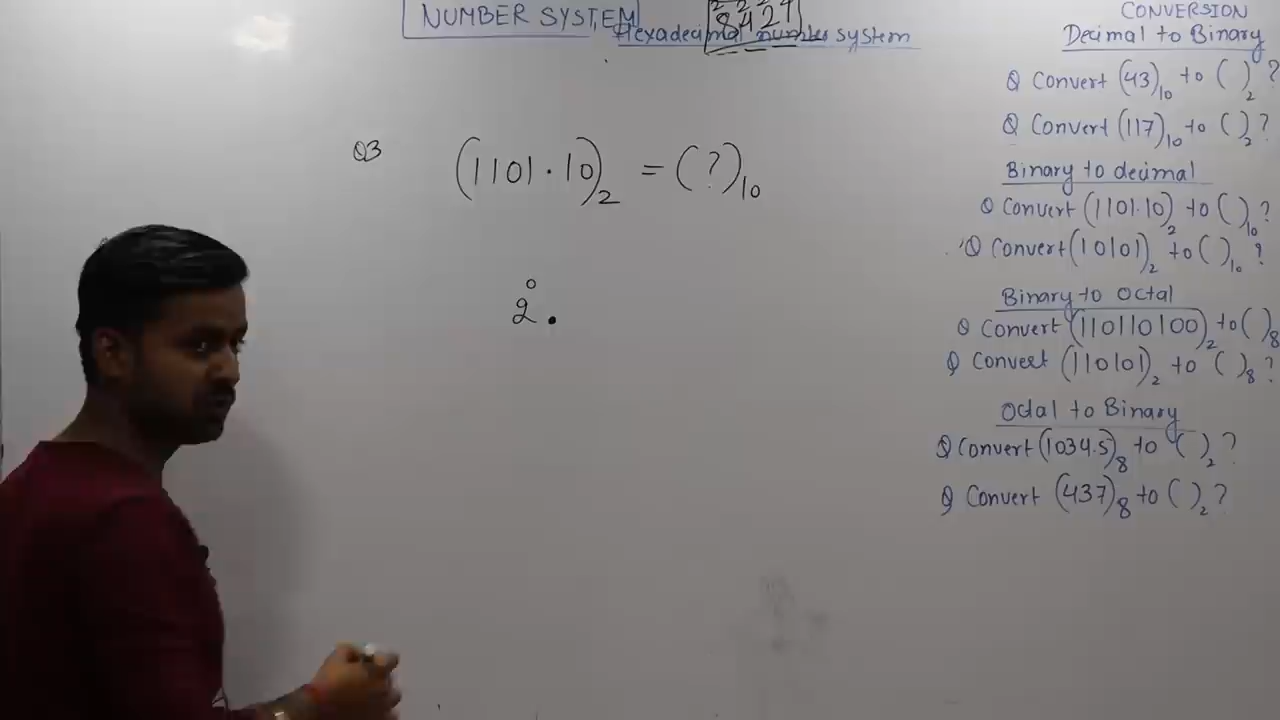 NUMBER SYSTEM
8421
Hexadecimal number system
Q3 (1101.10)₂ = (?)₁₀
2⁰ .
CONVERSION
Decimal to Binary
Q Convert (43)₁₀ to ( )₂ ?
Q Convert (117)₁₀ to ( )₂ ?
Binary to decimal
Q Convert (1101.10)₂ to ( )₁₀ ?
Q Convert (10101)₂ to ( )₁₀ ?
Binary to Octal
Q Convert (110110100)₂ to ( )₈
Q Convert (110101)₂ to ( )₈ ?
Octal to Binary
Q Convert (1034.5)₈ to ( )₂ ?
Q Convert (437)₈ to ( )₂ ?